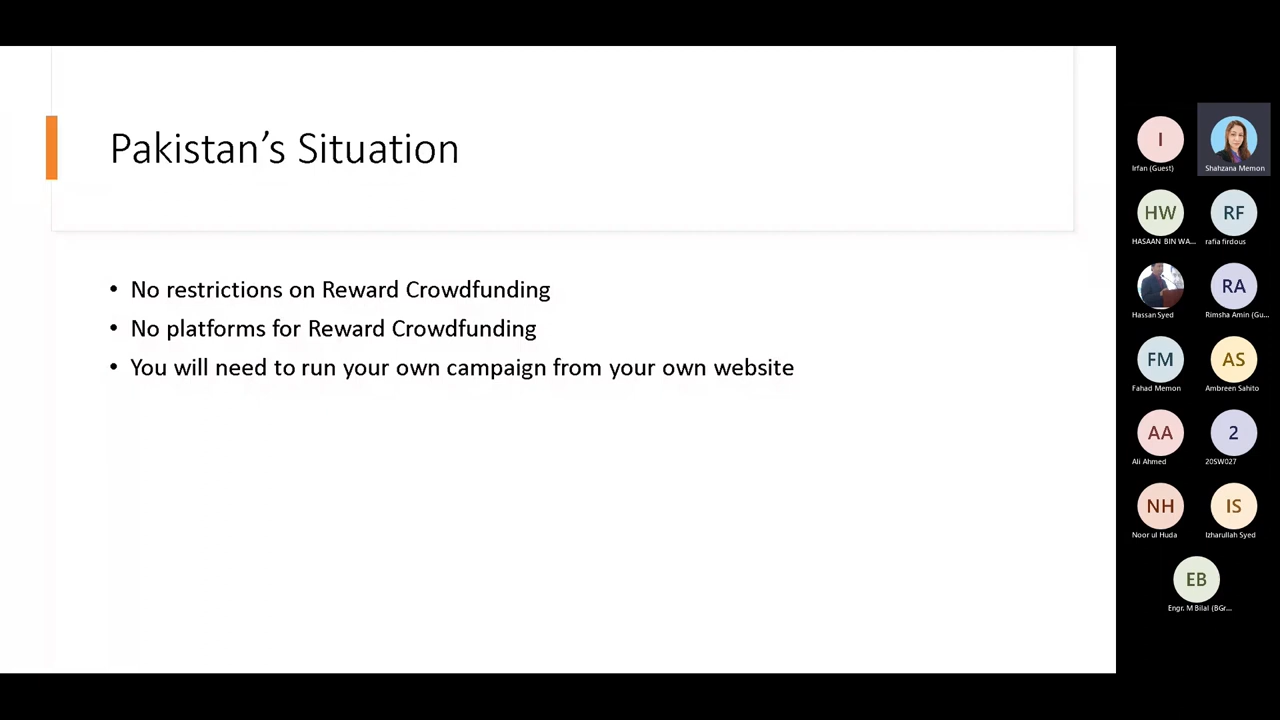 Pakistan's Situation
• No restrictions on Reward Crowdfunding
• No platforms for Reward Crowdfunding
• You will need to run your own campaign from your own website
I
Irfan (Guest)
Shahzana Memon
HW
HASAAN BIN WA...
RF
rafia firdous
Hassan Syed
RA
Rimsha Amin (Gu...
FM
Fahad Memon
AS
Ambreen Sahito
AA
Ali Ahmed
2
20SW027
NH
Noor ul Huda
IS
Izharullah Syed
EB
Engr. M Bilal (BGr...